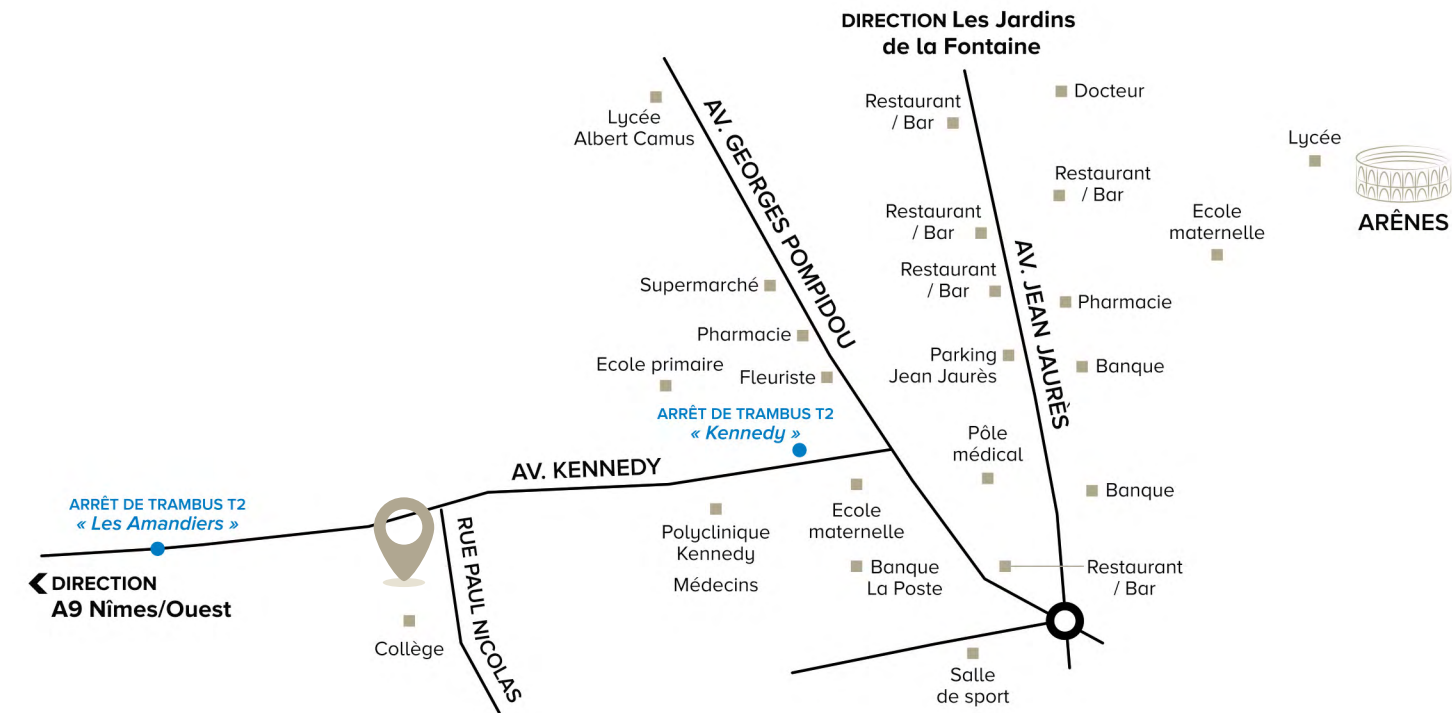 DIRECTION Les Jardins
de la Fontaine
Lycée
Albert Camus
AV. GEORGES POMPIDOU
Restaurant
/ Bar
Docteur
Lycée
ARÊNES
Restaurant
/ Bar
Ecole
maternelle
Restaurant
/ Bar
Restaurant
/ Bar
AV. JEAN JAURÈS
Supermarché
Pharmacie
Pharmacie
Parking
Jean Jaurès
Banque
Ecole primaire
Fleuriste
ARRÊT DE TRAMBUS T2
« Kennedy »
Pôle
médical
AV. KENNEDY
Banque
ARRÊT DE TRAMBUS T2
« Les Amandiers »
Polyclinique
Kennedy
Médecins
Ecole
maternelle
Banque
La Poste
Restaurant
/ Bar
DIRECTION
A9 Nîmes/Ouest
RUE PAUL NICOLAS
Collège
Salle
de sport